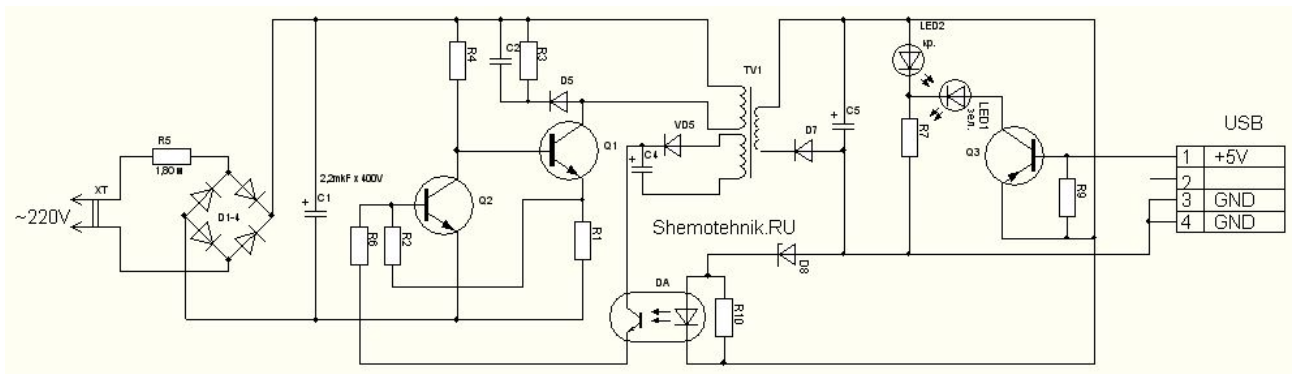 LED2
кр.
R4
C2
R3
TV1
D5
C5
LED1
зел.
R7
USB
R5
1,80м
Q1
VD5
D7
Q3
1 +5V
XT
C4
2
~220V
D1-4
2,2mkF x 400V
+ C1
Q2
R9
3 GND
4 GND
R6
R2
R1
Shemotehnik.RU
D8
DA
R10